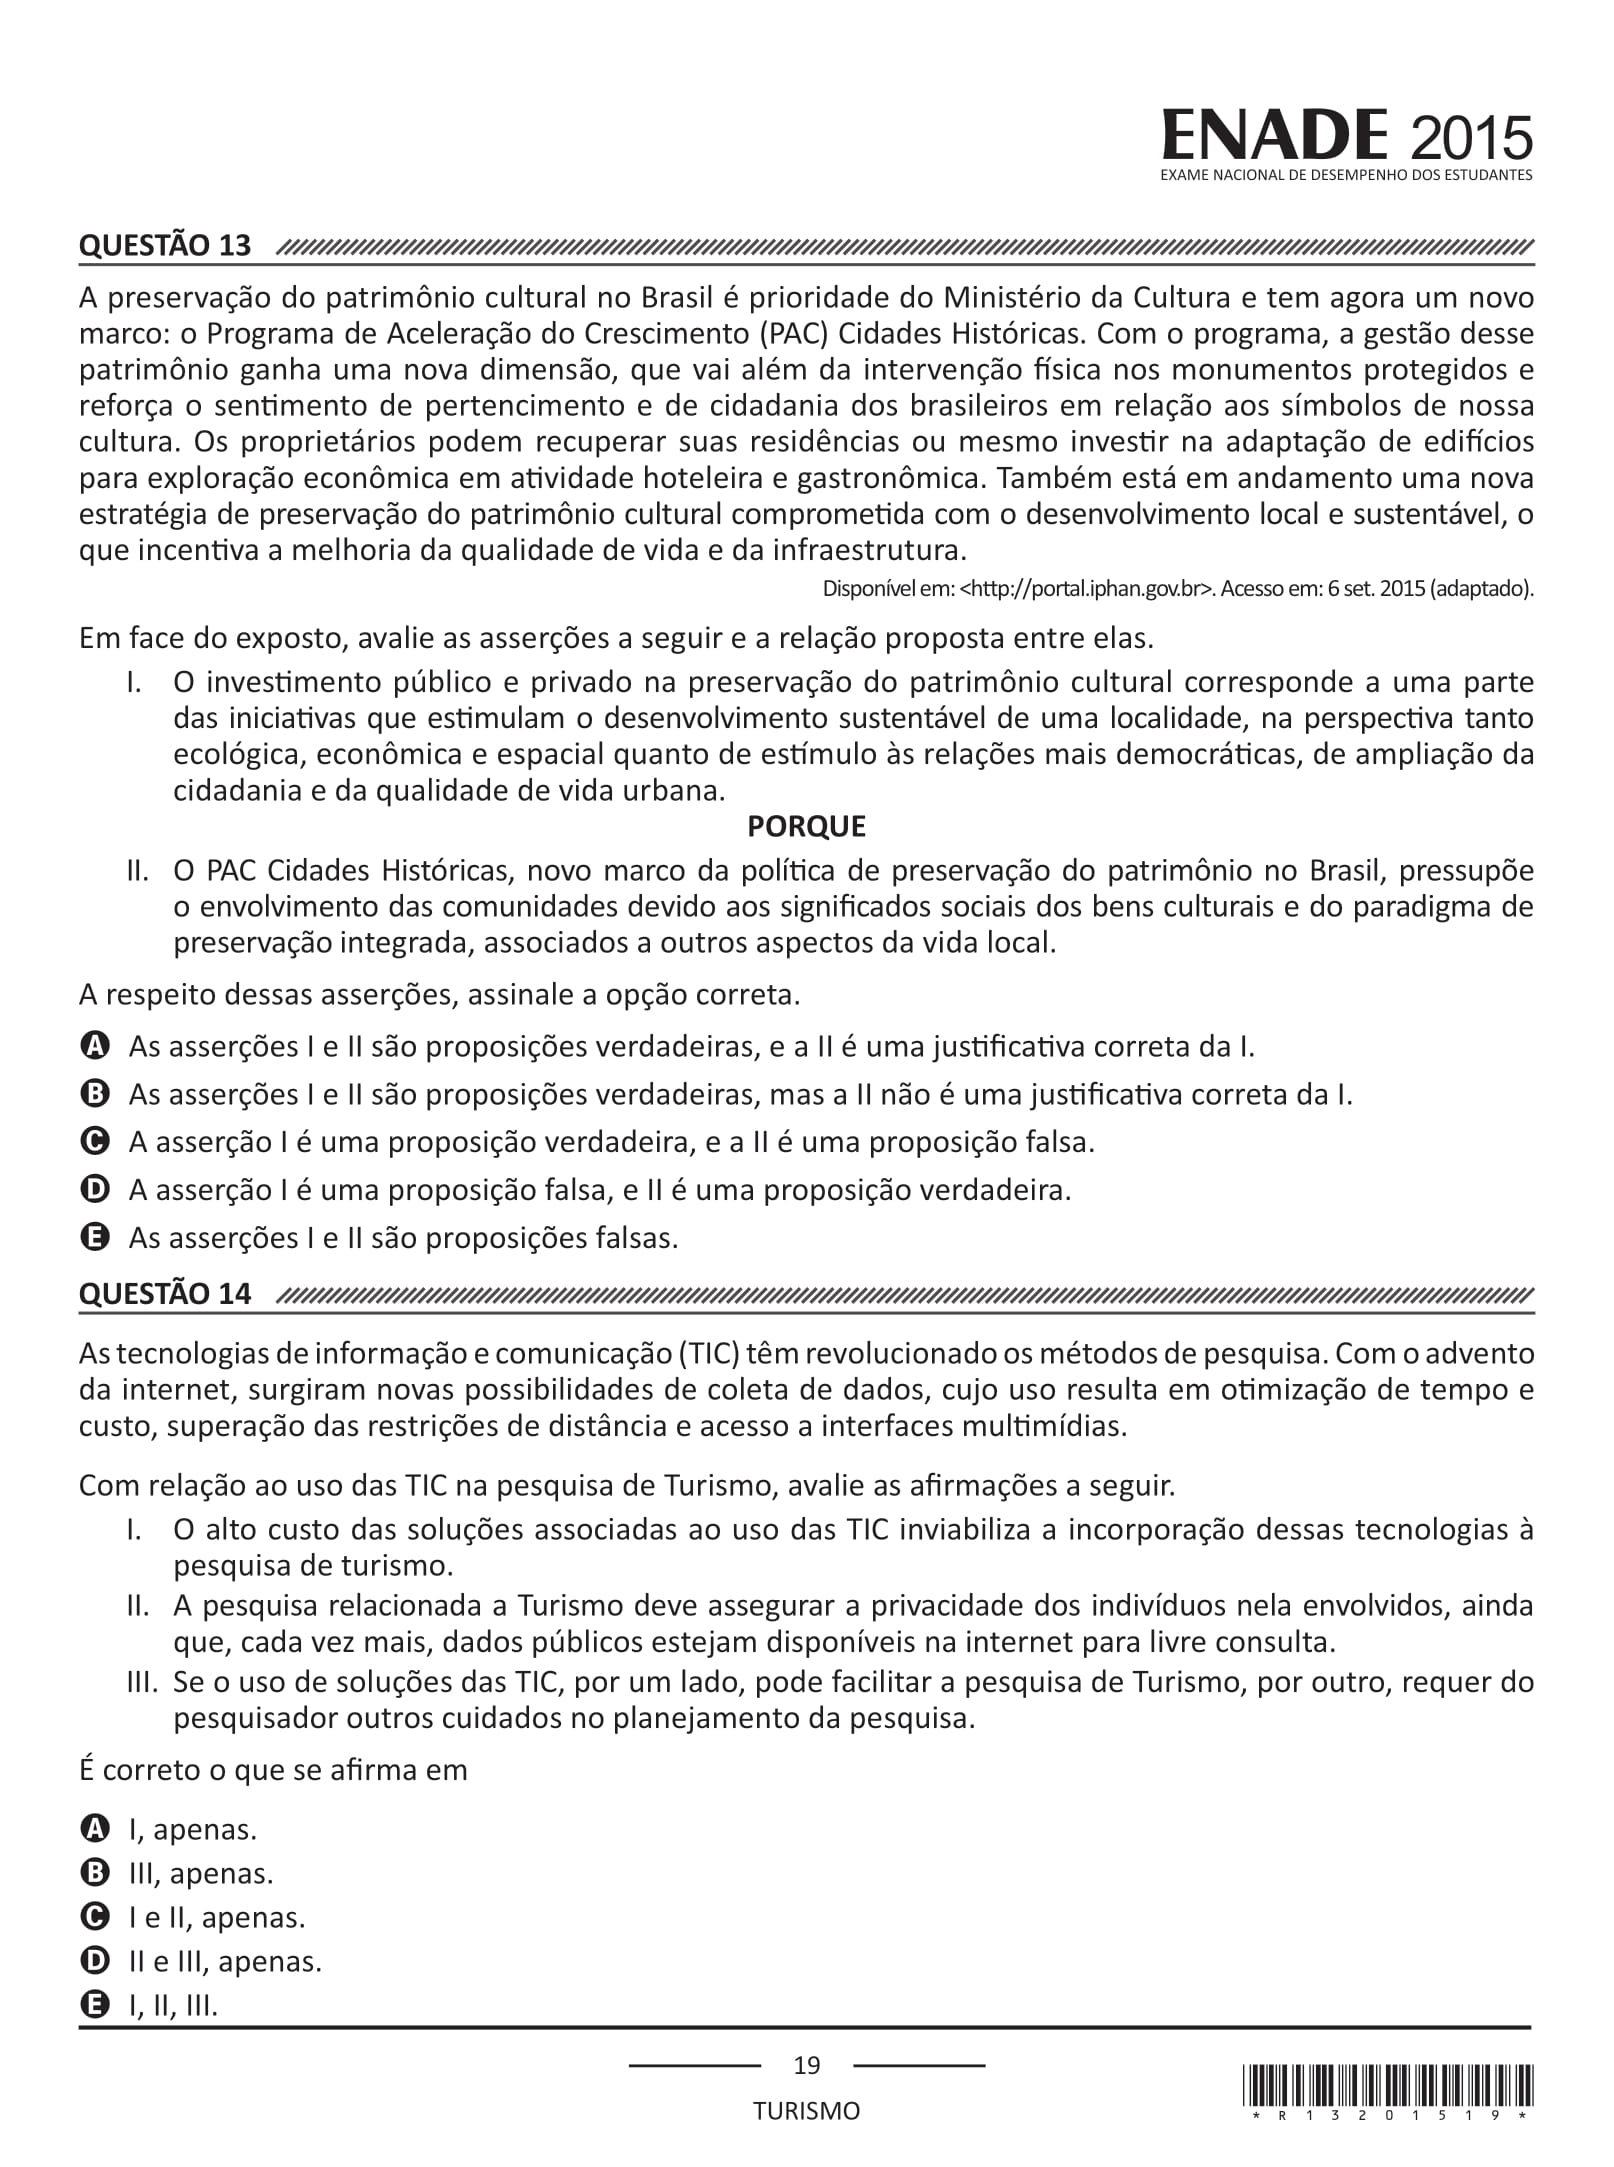 ENADE 2015
EXAME NACIONAL DE DESEMPENHO DOS ESTUDANTES
QUESTÃO 13
A preservação do patrimônio cultural no Brasil é prioridade do Ministério da Cultura e tem agora um novo
marco: o Programa de Aceleração do Crescimento (PAC) Cidades Históricas. Com o programa, a gestão desse
patrimônio ganha uma nova dimensão, que vai além da intervenção física nos monumentos protegidos e
reforça o sentimento de pertencimento e de cidadania dos brasileiros em relação aos símbolos de nossa
cultura. Os proprietários podem recuperar suas residências ou mesmo investir na adaptação de edifícios
para exploração econômica em atividade hoteleira e gastronômica. Também está em andamento uma nova
estratégia de preservação do patrimônio cultural comprometida com o desenvolvimento local e sustentável, o
que incentiva a melhoria da qualidade de vida e da infraestrutura.
Disponível em: <http://portal.iphan.gov.br>. Acesso em: 6 set. 2015 (adaptado).
Em face do exposto, avalie as asserções a seguir e a relação proposta entre elas.
I. O investimento público e privado na preservação do patrimônio cultural corresponde a uma parte
das iniciativas que estimulam o desenvolvimento sustentável de uma localidade, na perspectiva tanto
ecológica, econômica e espacial quanto de estímulo às relações mais democráticas, de ampliação da
cidadania e da qualidade de vida urbana.
PORQUE
II. O PAC Cidades Históricas, novo marco da política de preservação do patrimônio no Brasil, pressupõe
o envolvimento das comunidades devido aos significados sociais dos bens culturais e do paradigma de
preservação integrada, associados a outros aspectos da vida local.
A respeito dessas asserções, assinale a opção correta.
A As asserções I e II são proposições verdadeiras, e a II é uma justificativa correta da I.
B As asserções I e II são proposições verdadeiras, mas a II não é uma justificativa correta da I.
C A asserção I é uma proposição verdadeira, e a II é uma proposição falsa.
D A asserção I é uma proposição falsa, e II é uma proposição verdadeira.
E As asserções I e II são proposições falsas.
QUESTÃO 14
As tecnologias de informação e comunicação (TIC) têm revolucionado os métodos de pesquisa. Com o advento
da internet, surgiram novas possibilidades de coleta de dados, cujo uso resulta em otimização de tempo e
custo, superação das restrições de distância e acesso a interfaces multimídias.
Com relação ao uso das TIC na pesquisa de Turismo, avalie as afirmações a seguir.
I. O alto custo das soluções associadas ao uso das TIC inviabiliza a incorporação dessas tecnologias à
pesquisa de turismo.
II. A pesquisa relacionada a Turismo deve assegurar a privacidade dos indivíduos nela envolvidos, ainda
que, cada vez mais, dados públicos estejam disponíveis na internet para livre consulta.
III. Se o uso de soluções das TIC, por um lado, pode facilitar a pesquisa de Turismo, por outro, requer do
pesquisador outros cuidados no planejamento da pesquisa.
É correto o que se afirma em
A I, apenas.
B III, apenas.
C I e II, apenas.
D II e III, apenas.
E I, II, III.
19
TURISMO
* R 1 3 2 0 1 5 1 9 *